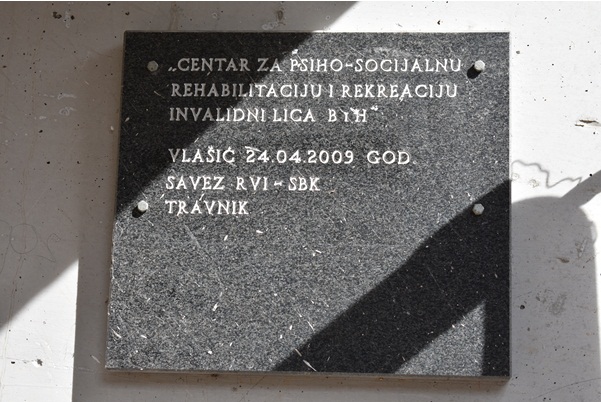 „CENTAR ZA PSIHO-SOCIJALNU
REHABILITACIJU I REKREACIJU
INVALIDNI LICA BIH“
VLAŠIĆ 24.04.2009 GOD.
SAVEZ RVI-SBK
TRAVNIK